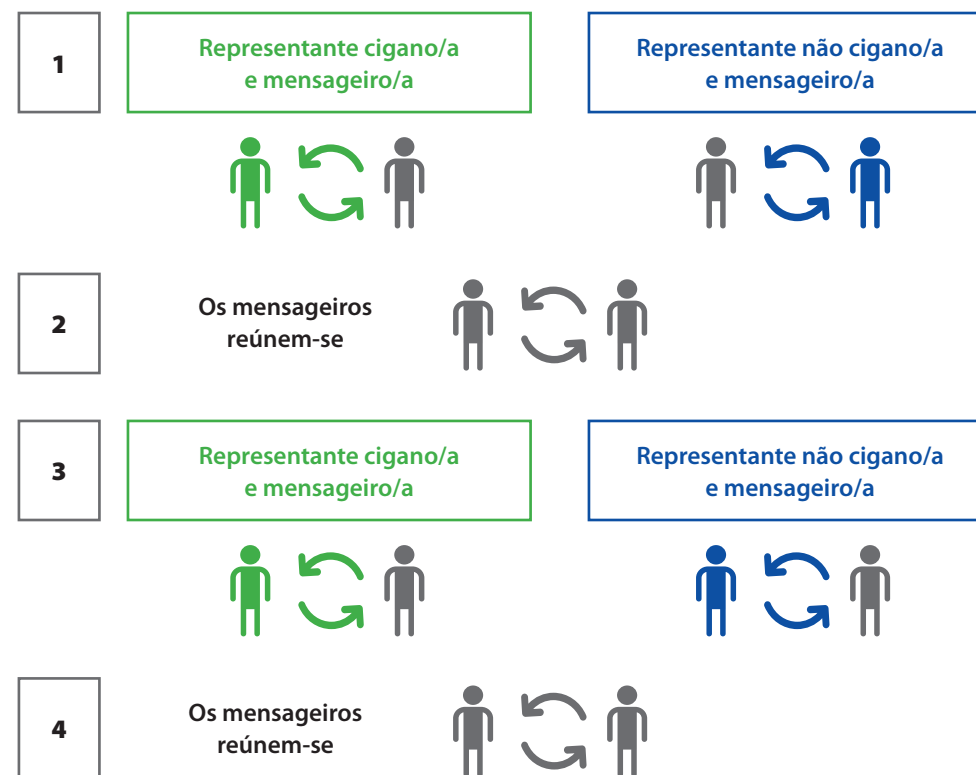 1
Representante cigano/a
e mensageiro/a
Representante não cigano/a
e mensageiro/a
2
Os mensageiros
reúnem-se
3
Representante cigano/a
e mensageiro/a
Representante não cigano/a
e mensageiro/a
4
Os mensageiros
reúnem-se